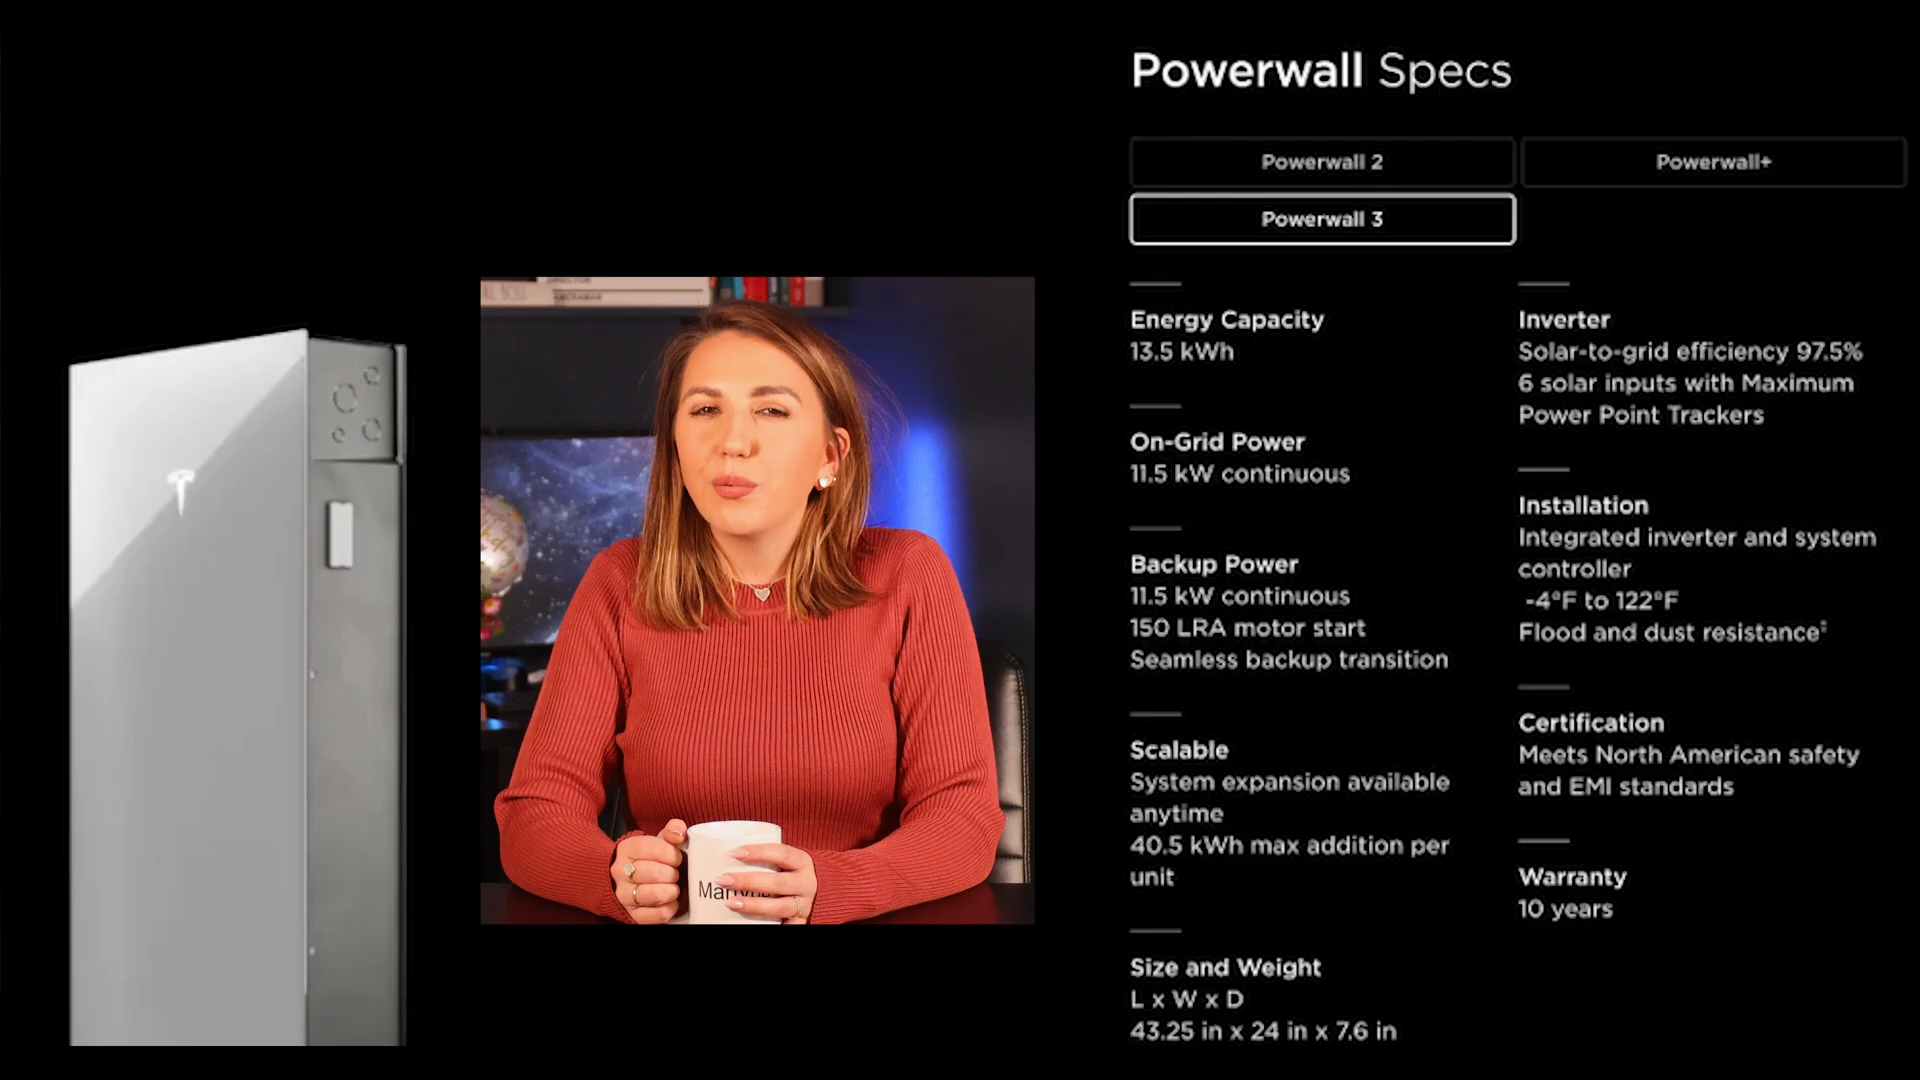 Powerwall Specs
Powerwall 2
Powerwall+
Powerwall 3
Energy Capacity
13.5 kWh
On-Grid Power
11.5 kW continuous
Backup Power
11.5 kW continuous
150 LRA motor start
Seamless backup transition
Scalable
System expansion available
anytime
40.5 kWh max addition per
unit
Size and Weight
L x W x D
43.25 in x 24 in x 7.6 in
Inverter
Solar-to-grid efficiency 97.5%
6 solar inputs with Maximum
Power Point Trackers
Installation
Integrated inverter and system
controller
-4°F to 122°F
Flood and dust resistance‡
Certification
Meets North American safety
and EMI standards
Warranty
10 years